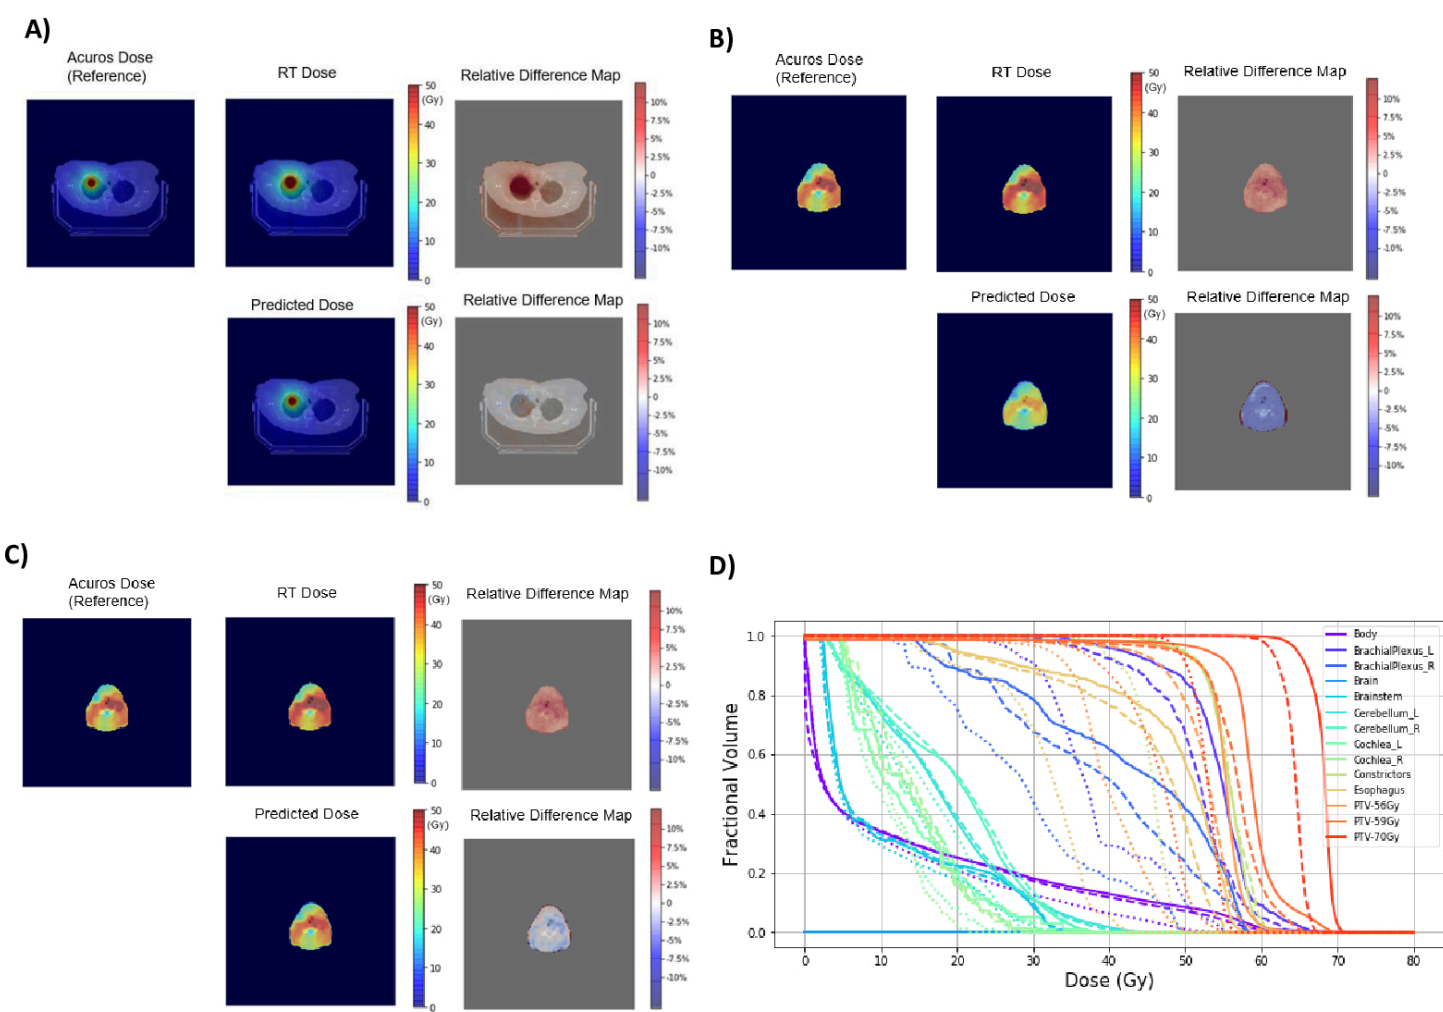 A)
Acuros Dose
(Reference)
RT Dose
Relative Difference Map
50
(Gy)
40
30
20
10
0
10%
7.5%
5%
2.5%
0
-2.5%
-5%
-7.5%
-10%
Predicted Dose
Relative Difference Map
50
(Gy)
40
30
20
10
0
10%
7.5%
5%
2.5%
0
-2.5%
-5%
-7.5%
-10%
B)
Acuros Dose
(Reference)
RT Dose
Relative Difference Map
50
(Gy)
40
30
20
10
0
10%
7.5%
5%
2.5%
0
-2.5%
-5%
-7.5%
-10%
Predicted Dose
Relative Difference Map
50
(Gy)
40
30
20
10
0
10%
7.5%
5%
2.5%
0
-2.5%
-5%
-7.5%
-10%
C)
Acuros Dose
(Reference)
RT Dose
Relative Difference Map
50
(Gy)
40
30
20
10
0
10%
7.5%
5%
2.5%
0
-2.5%
-5%
-7.5%
-10%
Predicted Dose
Relative Difference Map
50
(Gy)
40
30
20
10
0
10%
7.5%
5%
2.5%
0
-2.5%
-5%
-7.5%
-10%
D)
Fractional Volume
1.0
0.8
0.6
0.4
0.2
0.0
0
10
20
30
40
50
60
70
80
Dose (Gy)
Body
BrachialPlexus_L
BrachialPlexus_R
Brain
Brainstem
Cerebellum_L
Cerebellum_R
Cochlea_L
Cochlea_R
Constrictors
Esophagus
PTV-56Gy
PTV-59Gy
PTV-70Gy